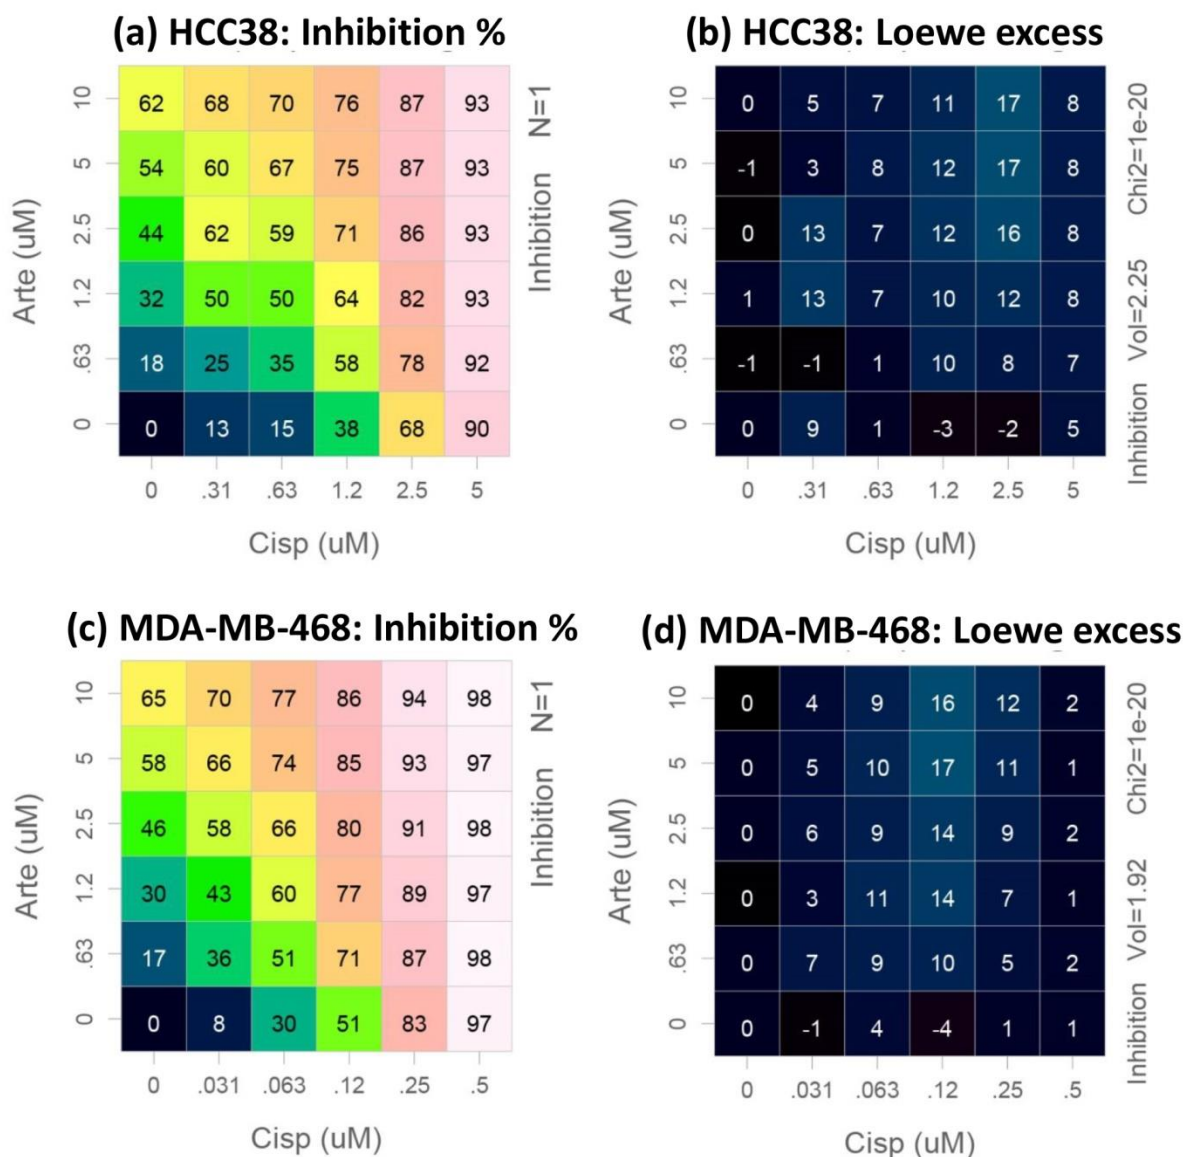 (a) HCC38: Inhibition %
10 62 68 70 76 87 93
5 54 60 67 75 87 93
2.5 44 62 59 71 86 93
1.2 32 50 50 64 82 93
.63 18 25 35 58 78 92
0 0 13 15 38 68 90
0 .31 .63 1.2 2.5 5
Cisp (uM)
Arte (uM)
Inhibition N=1
(b) HCC38: Loewe excess
10 0 5 7 11 17 8
5 -1 3 8 12 17 8
2.5 0 13 7 12 16 8
1.2 1 13 7 10 12 8
.63 -1 -1 1 10 8 7
0 0 9 1 -3 -2 5
0 .31 .63 1.2 2.5 5
Cisp (uM)
Arte (uM)
Inhibition Vol=2.25 Chi2=1e-20
(c) MDA-MB-468: Inhibition %
10 65 70 77 86 94 98
5 58 66 74 85 93 97
2.5 46 58 66 80 91 98
1.2 30 43 60 77 89 97
.63 17 36 51 71 87 98
0 0 8 30 51 83 97
0 .031 .063 .12 .25 .5
Cisp (uM)
Arte (uM)
Inhibition N=1
(d) MDA-MB-468: Loewe excess
10 0 4 9 16 12 2
5 0 5 10 17 11 1
2.5 0 6 9 14 9 2
1.2 0 3 11 14 7 1
.63 0 7 9 10 5 2
0 0 -1 4 -4 1 1
0 .031 .063 .12 .25 .5
Cisp (uM)
Arte (uM)
Inhibition Vol=1.92 Chi2=1e-20